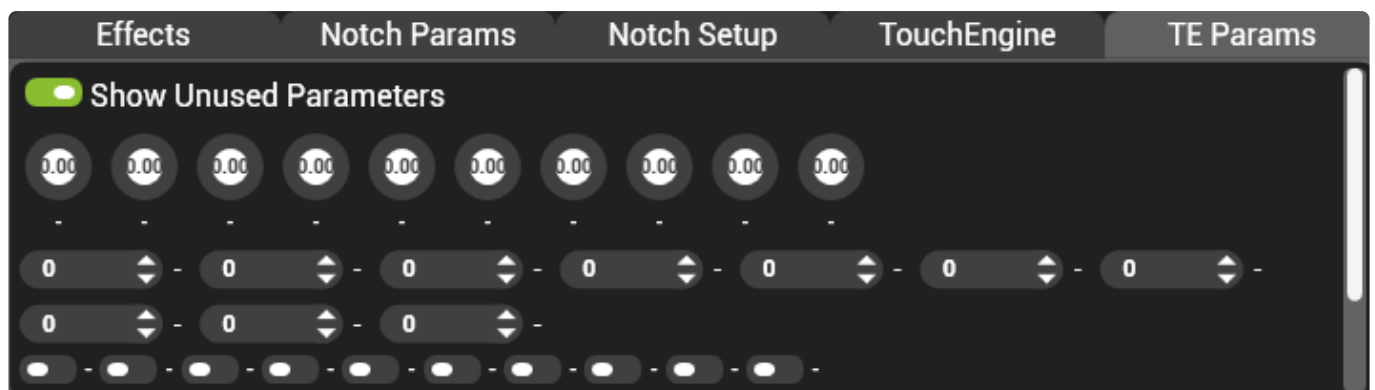 Effects Notch Params Notch Setup TouchEngine TE Params
Show Unused Parameters
0.00 0.00 0.00 0.00 0.00 0.00 0.00 0.00 0.00 0.00
- - - - - - - - - -
0 - 0 - 0 - 0 - 0 - 0 - 0 -
0 - 0 - 0 -
- - - - - - - - - -